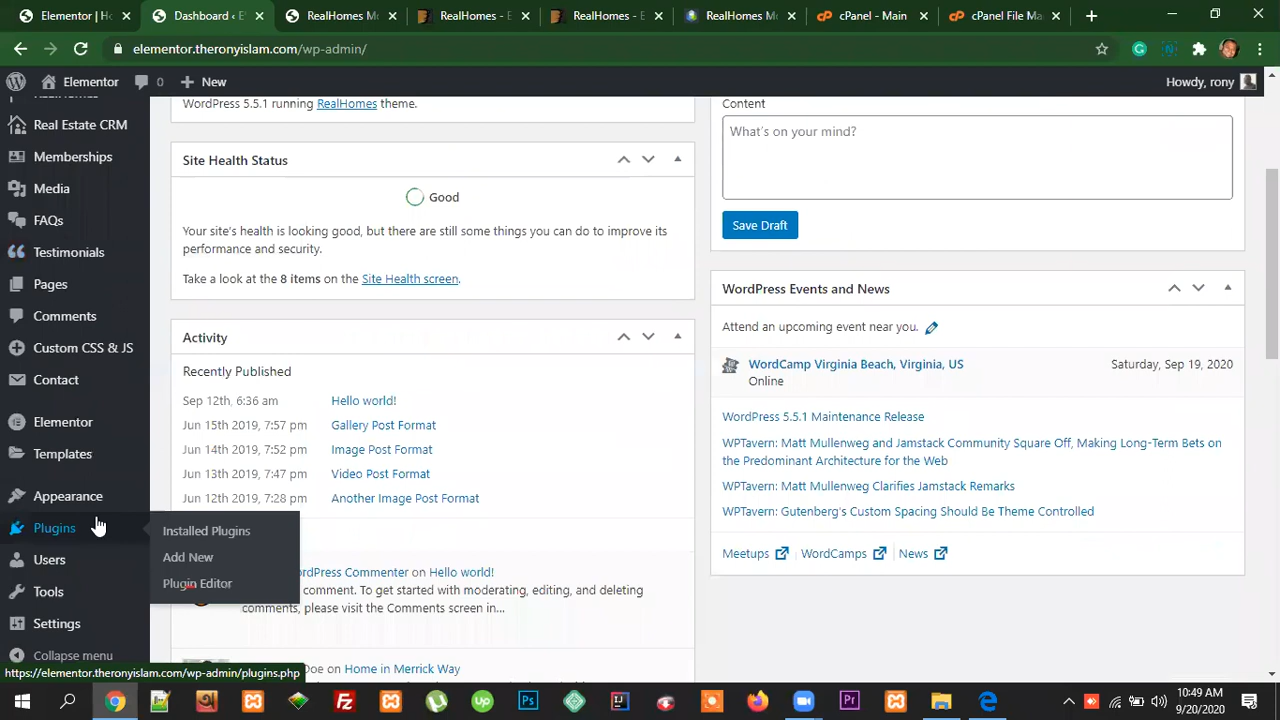 Elementor | Ho
Dashboard ‹ E
RealHomes Mo
RealHomes - E
RealHomes - E
RealHomes Mo
cPanel - Main
cPanel File Ma
elementor.theronyislam.com/wp-admin/
Elementor
0
New
Howdy, rony
Real Estate CRM
Memberships
Media
FAQs
Testimonials
Pages
Comments
Custom CSS & JS
Contact
Elementor
Templates
Appearance
Plugins
Users
Tools
Settings
Collapse menu
Installed Plugins
Add New
Plugin Editor
WordPress 5.5.1 running RealHomes theme.
Site Health Status
Good
Your site's health is looking good, but there are still some things you can do to improve its
performance and security.
Take a look at the 8 items on the Site Health screen.
Activity
Recently Published
Sep 12th, 6:36 am Hello world!
Jun 15th 2019, 7:57 pm Gallery Post Format
Jun 14th 2019, 7:52 pm Image Post Format
Jun 13th 2019, 7:47 pm Video Post Format
Jun 12th 2019, 7:28 pm Another Image Post Format
rdPress Commenter on Hello world!
comment. To get started with moderating, editing, and deleting
comments, please visit the Comments screen in...
Doe on Home in Merrick Way
Content
What's on your mind?
Save Draft
WordPress Events and News
Attend an upcoming event near you.
WordCamp Virginia Beach, Virginia, US Saturday, Sep 19, 2020
Online
WordPress 5.5.1 Maintenance Release
WPTavern: Matt Mullenweg and Jamstack Community Square Off, Making Long-Term Bets on
the Predominant Architecture for the Web
WPTavern: Matt Mullenweg Clarifies Jamstack Remarks
WPTavern: Gutenberg's Custom Spacing Should Be Theme Controlled
Meetups WordCamps News
https://elementor.theronyislam.com/wp-admin/plugins.php
10:49 AM
9/20/2020